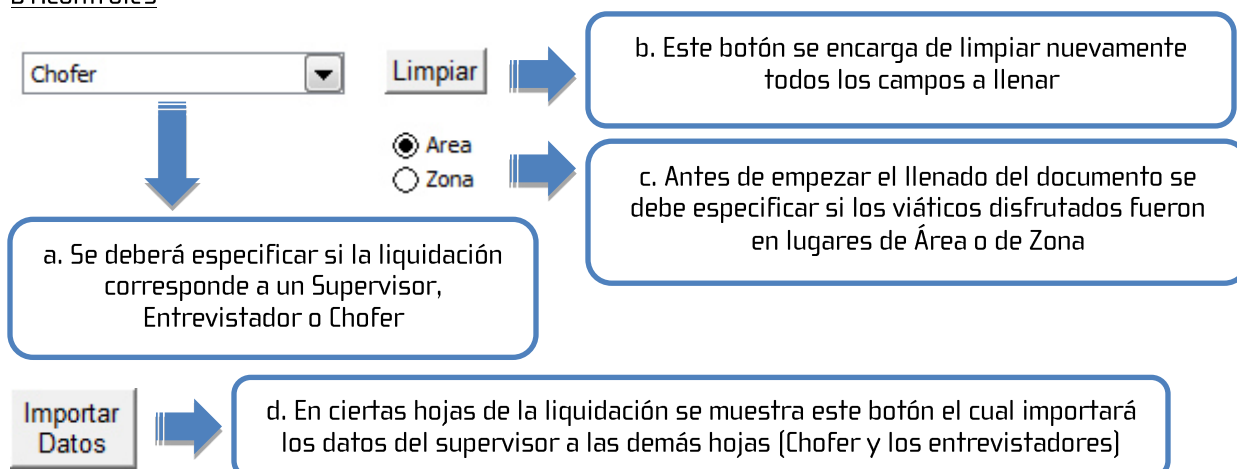 Chofer
Limpiar
b. Este botón se encarga de limpiar nuevamente
todos los campos a llenar
Area
Zona
c. Antes de empezar el llenado del documento se
debe especificar si los viáticos disfrutados fueron
en lugares de Área o de Zona
a. Se deberá especificar si la liquidación
corresponde a un Supervisor,
Entrevistador o Chofer
Importar
Datos
d. En ciertas hojas de la liquidación se muestra este botón el cual importará
los datos del supervisor a las demás hojas (Chofer y los entrevistadores)